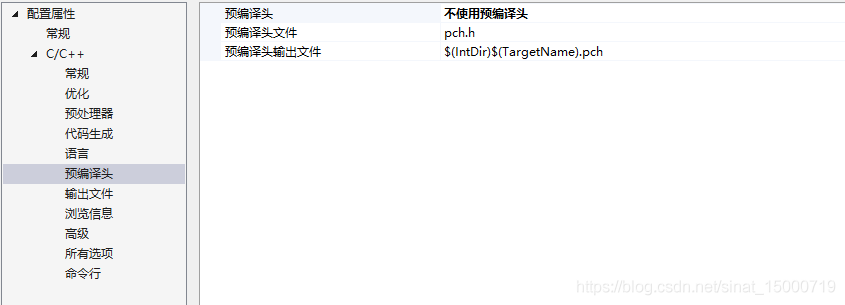 配置属性
常规
C/C++
常规
优化
预处理器
代码生成
语言
预编译头
输出文件
浏览信息
高级
所有选项
命令行
预编译头 不使用预编译头
预编译头文件 pch.h
预编译头输出文件 $(IntDir)$(TargetName).pch
https://blog.csdn.net/sinat_15000719